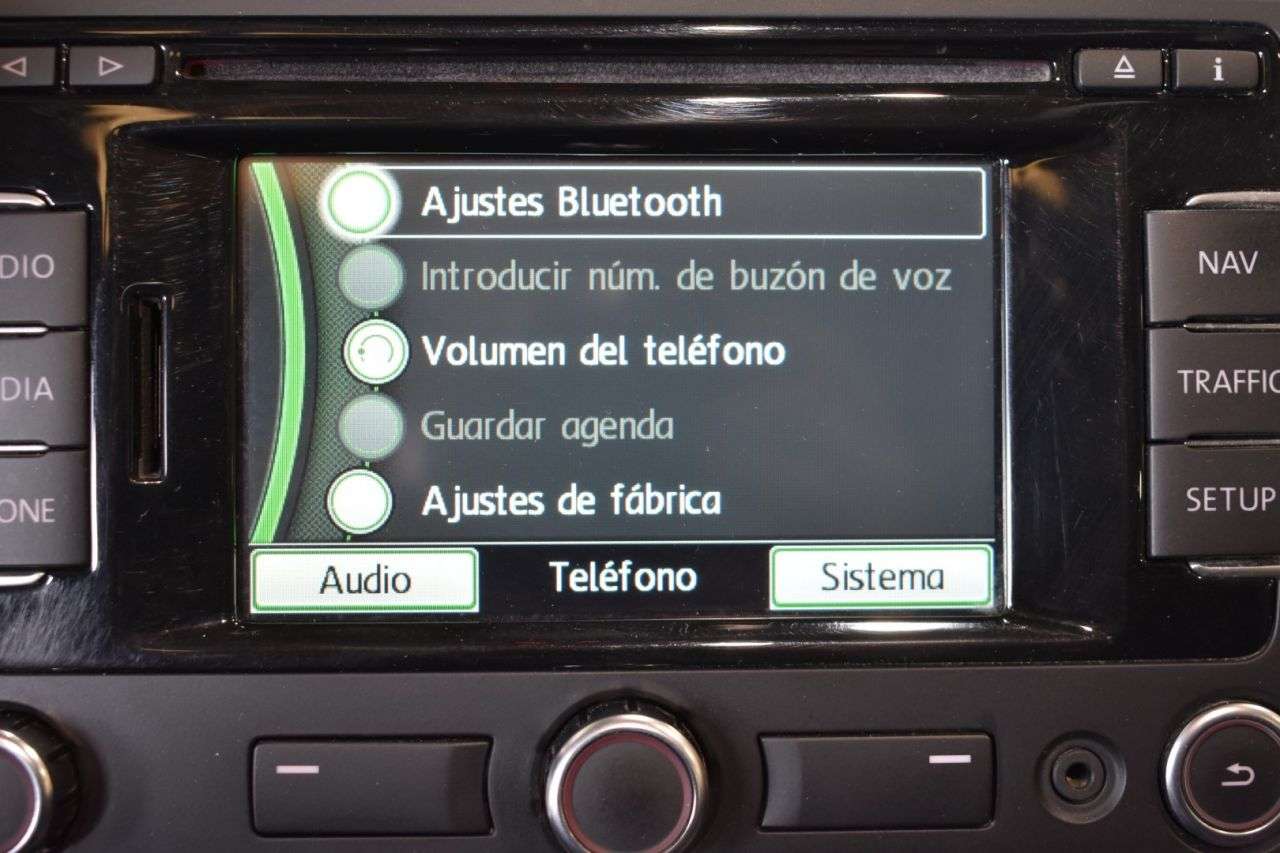 i
Ajustes Bluetooth
Introducir núm. de buzón de voz
Volumen del teléfono
Guardar agenda
Ajustes de fábrica
Audio
Teléfono
Sistema
DIO
DIA
ONE
NAV
TRAFFIC
SETUP